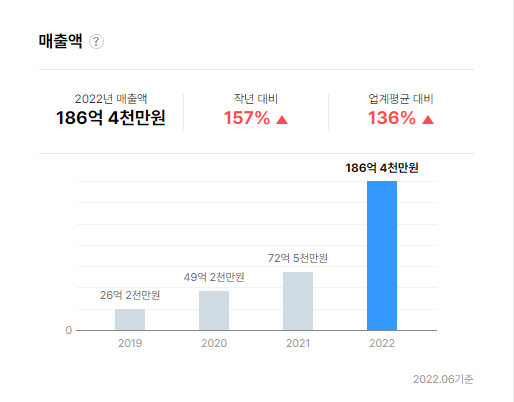 매출액 ?
2022년 매출액 작년 대비 업계평균 대비
186억 4천만원 157% ▲ 136% ▲
186억 4천만원
72억 5천만원
49억 2천만원
26억 2천만원
0
2019 2020 2021 2022
2022.06기준